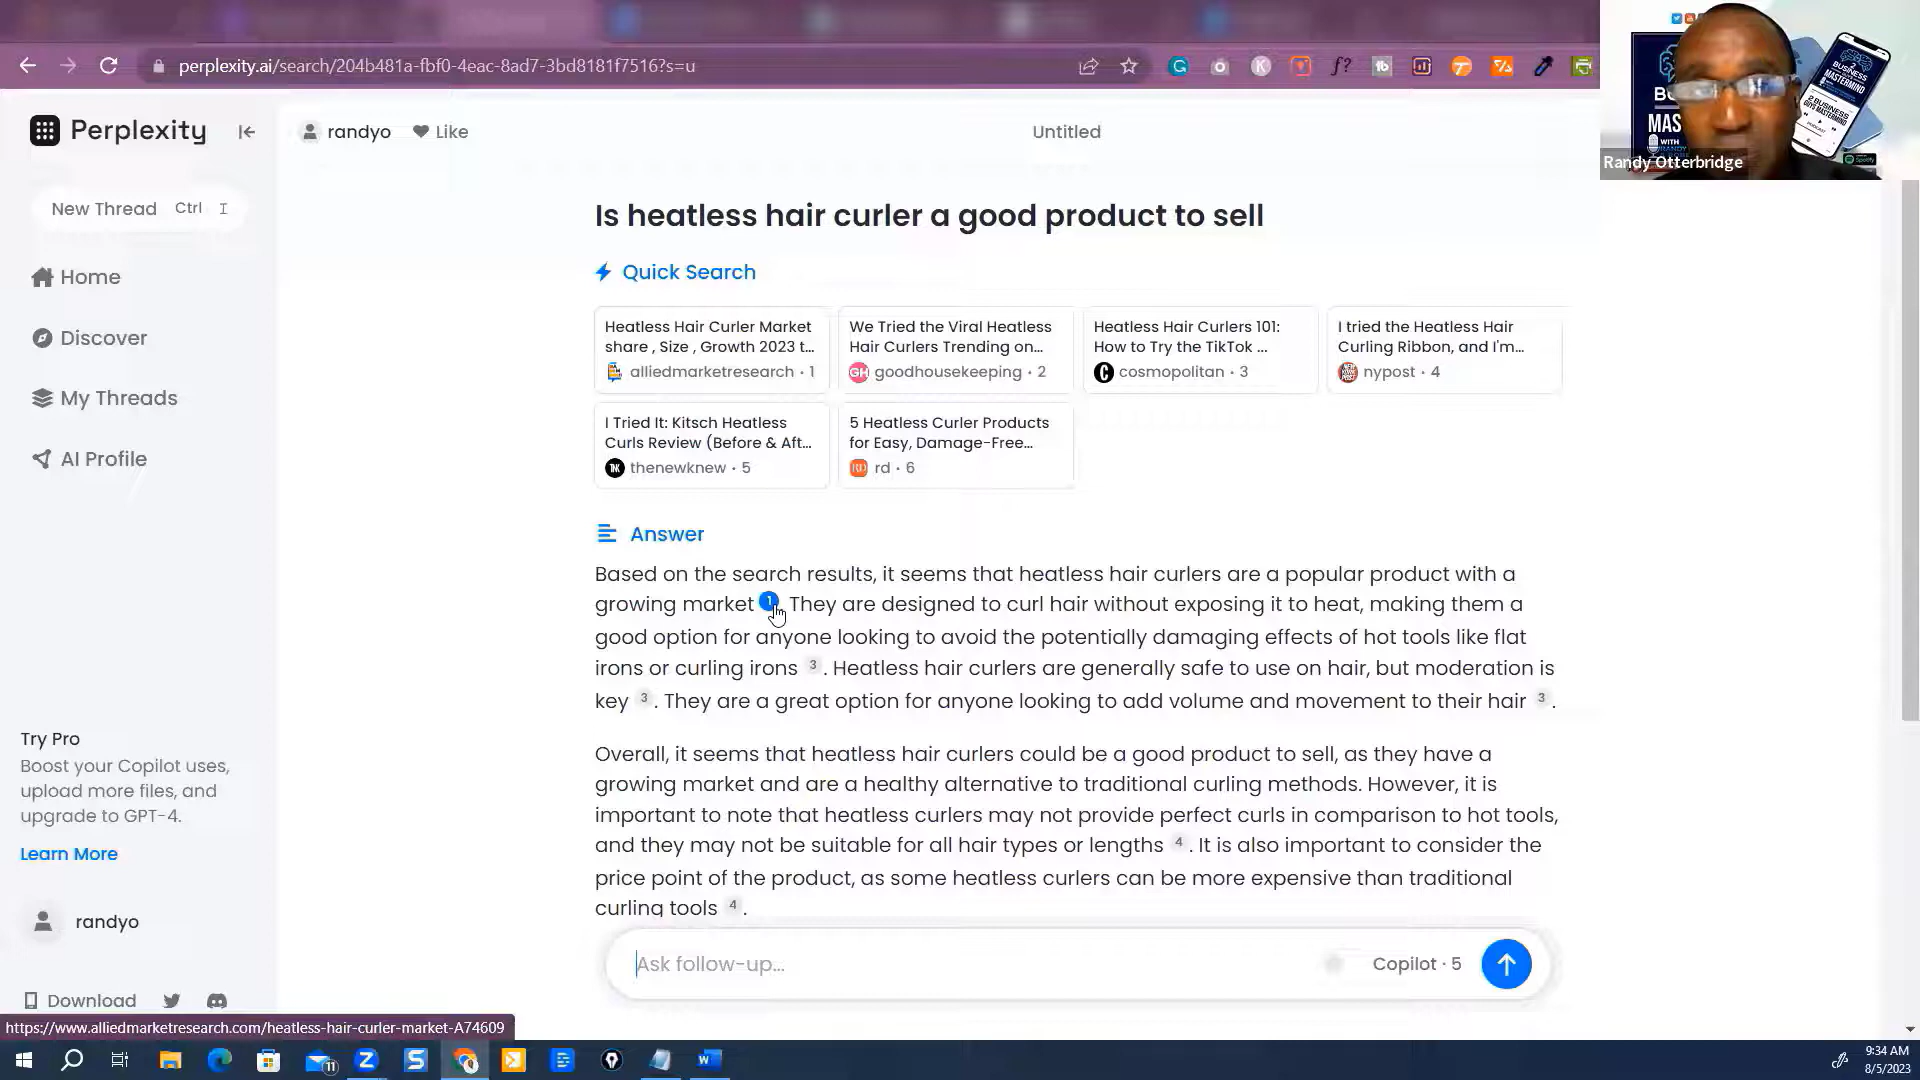 perplexity.ai/search/204b481a-fbf0-4eac-8ad7-3bd8181f7516?s=u
Perplexity
randyo
Like
Untitled
Randy Otterbridge
BUSINESS
MASTERMIND
New Thread
Ctrl I
Home
Discover
My Threads
AI Profile
Is heatless hair curler a good product to sell
Quick Search
Heatless Hair Curler Market
share , Size , Growth 2023 t...
alliedmarketresearch · 1
We Tried the Viral Heatless
Hair Curlers Trending on...
goodhousekeeping · 2
Heatless Hair Curlers 101:
How to Try the TikTok ...
cosmopolitan · 3
I tried the Heatless Hair
Curling Ribbon, and I'm...
nypost · 4
I Tried It: Kitsch Heatless
Curls Review (Before & Aft...
thenewknew · 5
5 Heatless Curler Products
for Easy, Damage-Free...
rd · 6
Answer
Based on the search results, it seems that heatless hair curlers are a popular product with a
growing market 1 They are designed to curl hair without exposing it to heat, making them a
good option for anyone looking to avoid the potentially damaging effects of hot tools like flat
irons or curling irons 3 . Heatless hair curlers are generally safe to use on hair, but moderation is
key 3 . They are a great option for anyone looking to add volume and movement to their hair 3 .
Overall, it seems that heatless hair curlers could be a good product to sell, as they have a
growing market and are a healthy alternative to traditional curling methods. However, it is
important to note that heatless curlers may not provide perfect curls in comparison to hot tools,
and they may not be suitable for all hair types or lengths 4 . It is also important to consider the
price point of the product, as some heatless curlers can be more expensive than traditional
curling tools 4 .
Try Pro
Boost your Copilot uses,
upload more files, and
upgrade to GPT-4.
Learn More
randyo
Download
Ask follow-up...
Copilot · 5
https://www.alliedmarketresearch.com/heatless-hair-curler-market-A74609
11
9:34 AM
8/5/2023